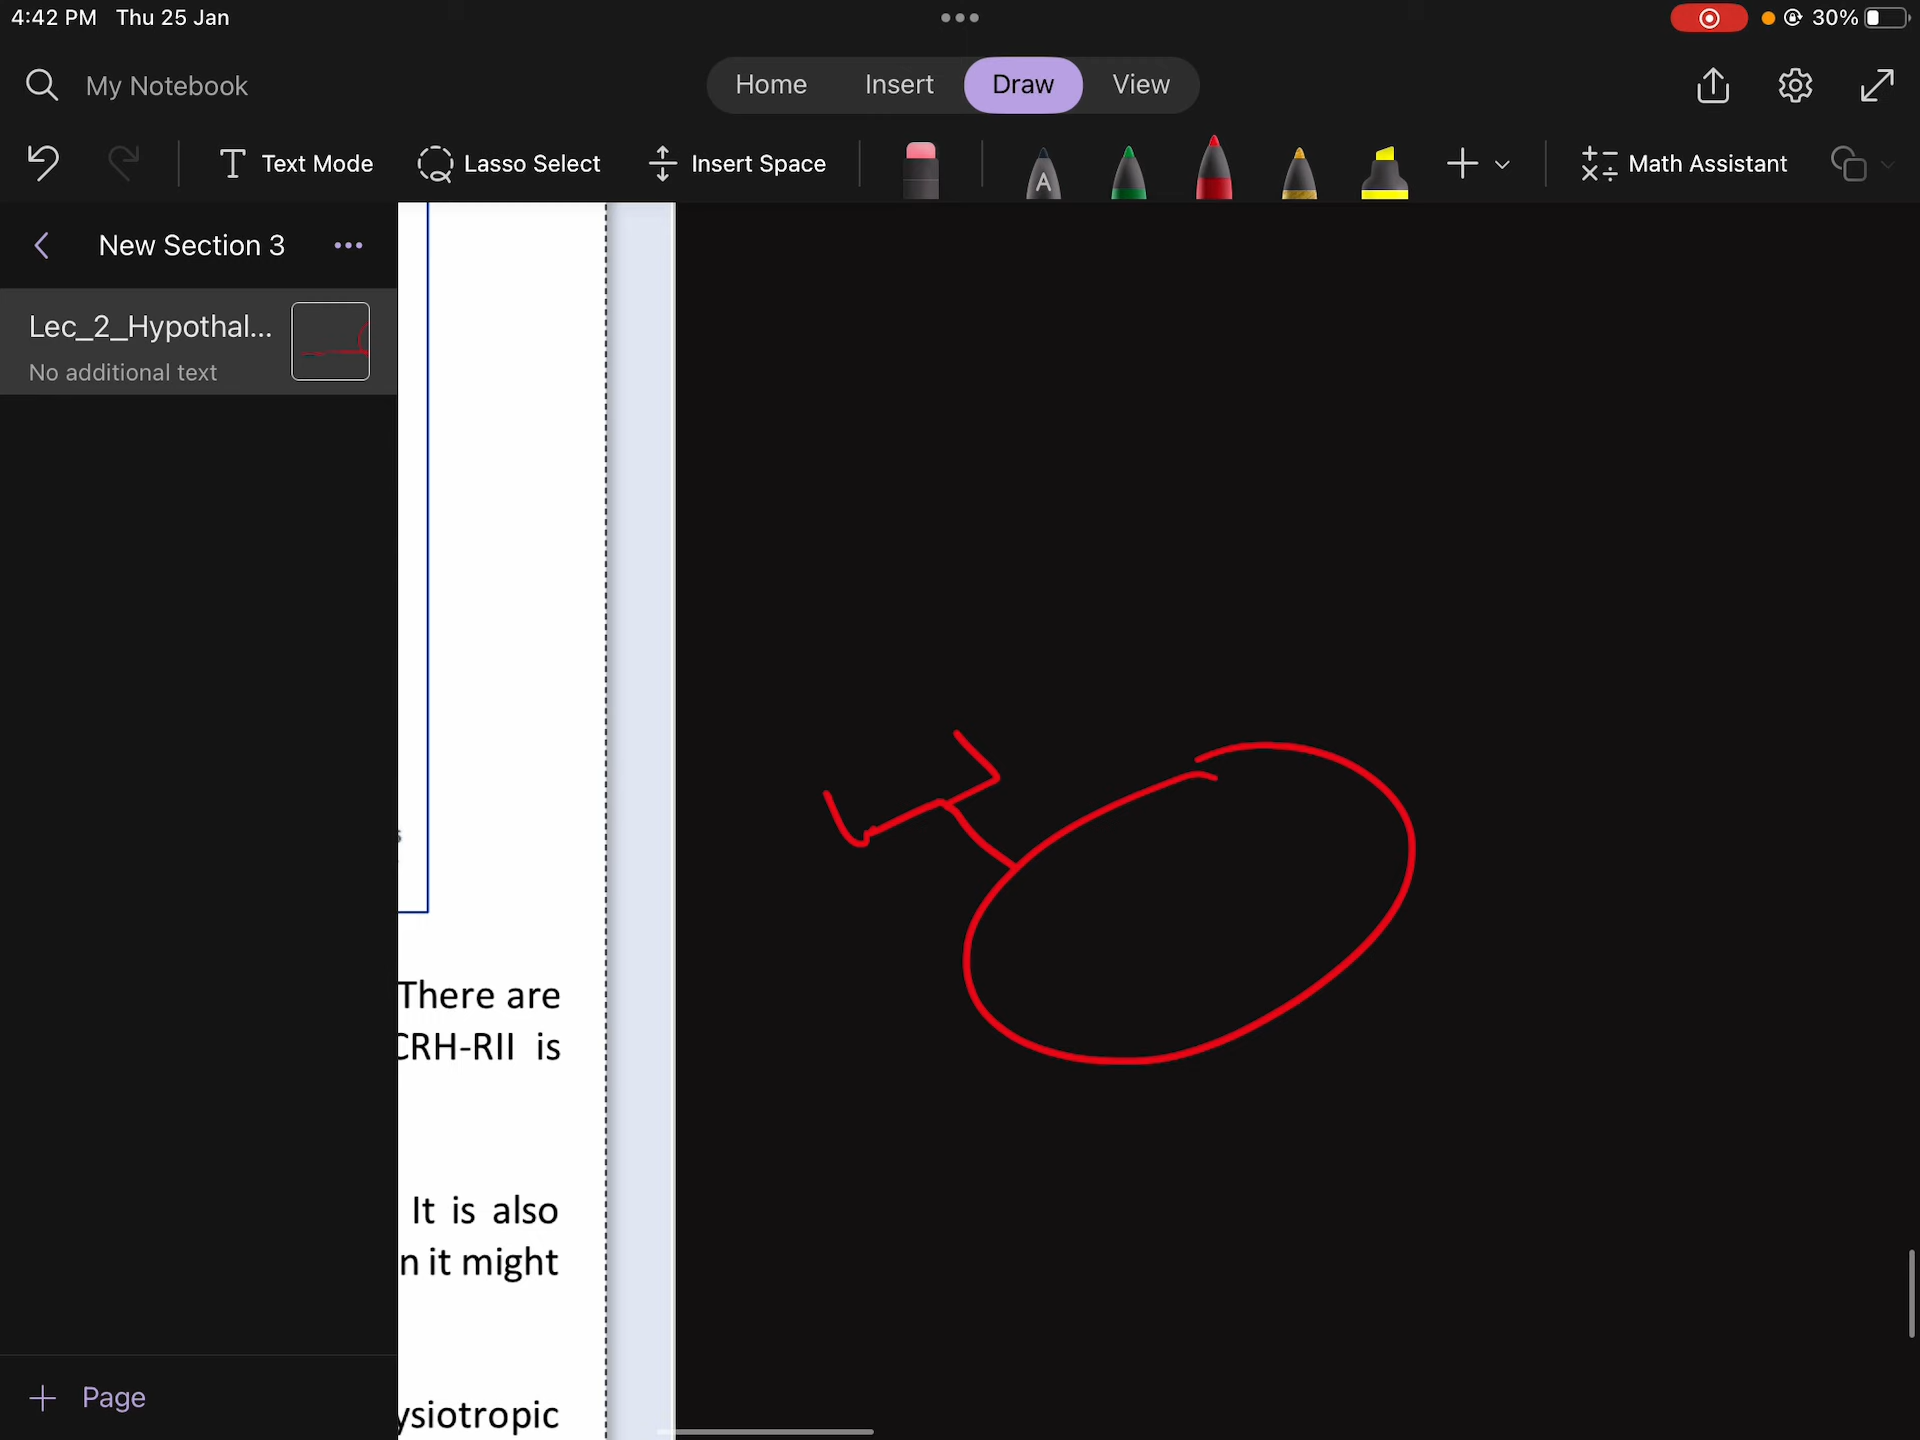 4:42 PM Thu 25 Jan
30%
My Notebook
Home Insert Draw View
Text Mode Lasso Select Insert Space A Math Assistant
New Section 3
Lec_2_Hypothal...
No additional text
s
There are
CRH-RII is
It is also
n it might
ysiotropic
Page